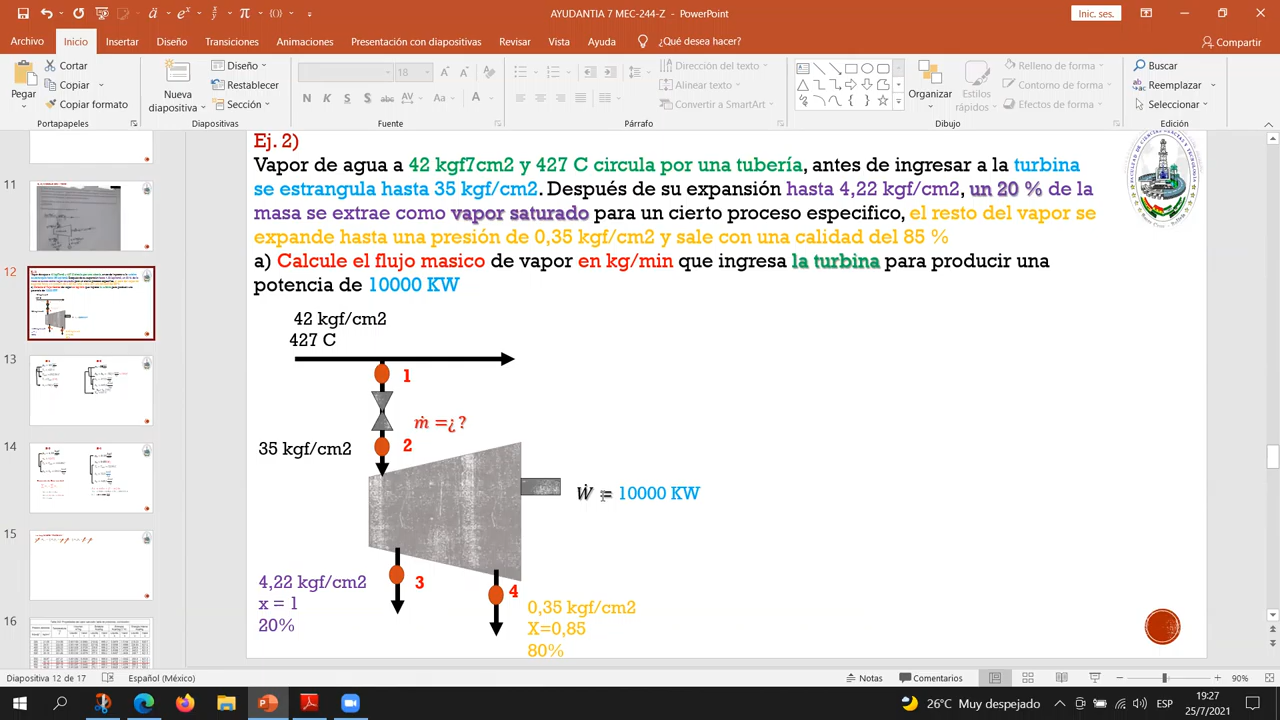 AYUDANTIA 7 MEC-244-Z - PowerPoint
Inic. ses.
Archivo Inicio Insertar Diseño Transiciones Animaciones Presentación con diapositivas Revisar Vista Ayuda ¿Qué desea hacer? Compartir
Pegar
Cortar
Copiar
Copiar formato
Portapapeles
Nueva diapositiva
Diseño
Restablecer
Sección
Diapositivas
18
N K S S abc AV Aa A
Fuente
Dirección del texto
Alinear texto
Convertir a SmartArt
Párrafo
Organizar
Estilos rápidos
Relleno de forma
Contorno de forma
Efectos de forma
Dibujo
Buscar
Reemplazar
Seleccionar
Edición
11
12
13
14
15
16
Ej. 2)
Vapor de agua a 42 kgf7cm2 y 427 C circula por una tubería, antes de ingresar a la turbina
se estrangula hasta 35 kgf/cm2. Después de su expansión hasta 4,22 kgf/cm2, un 20 % de la
masa se extrae como vapor saturado para un cierto proceso especifico, el resto del vapor se
expande hasta una presión de 0,35 kgf/cm2 y sale con una calidad del 85 %
a) Calcule el flujo masico de vapor en kg/min que ingresa la turbina para producir una
potencia de 10000 KW
42 kgf/cm2
427 C
1
ṁ =¿?
35 kgf/cm2
2
Ẇ = 10000 KW
4,22 kgf/cm2
x = 1
20%
3
4
0,35 kgf/cm2
X=0,85
80%
Diapositiva 12 de 17 Español (México) Notas Comentarios 90%
26°C Muy despejado ESP 19:27
25/7/2021